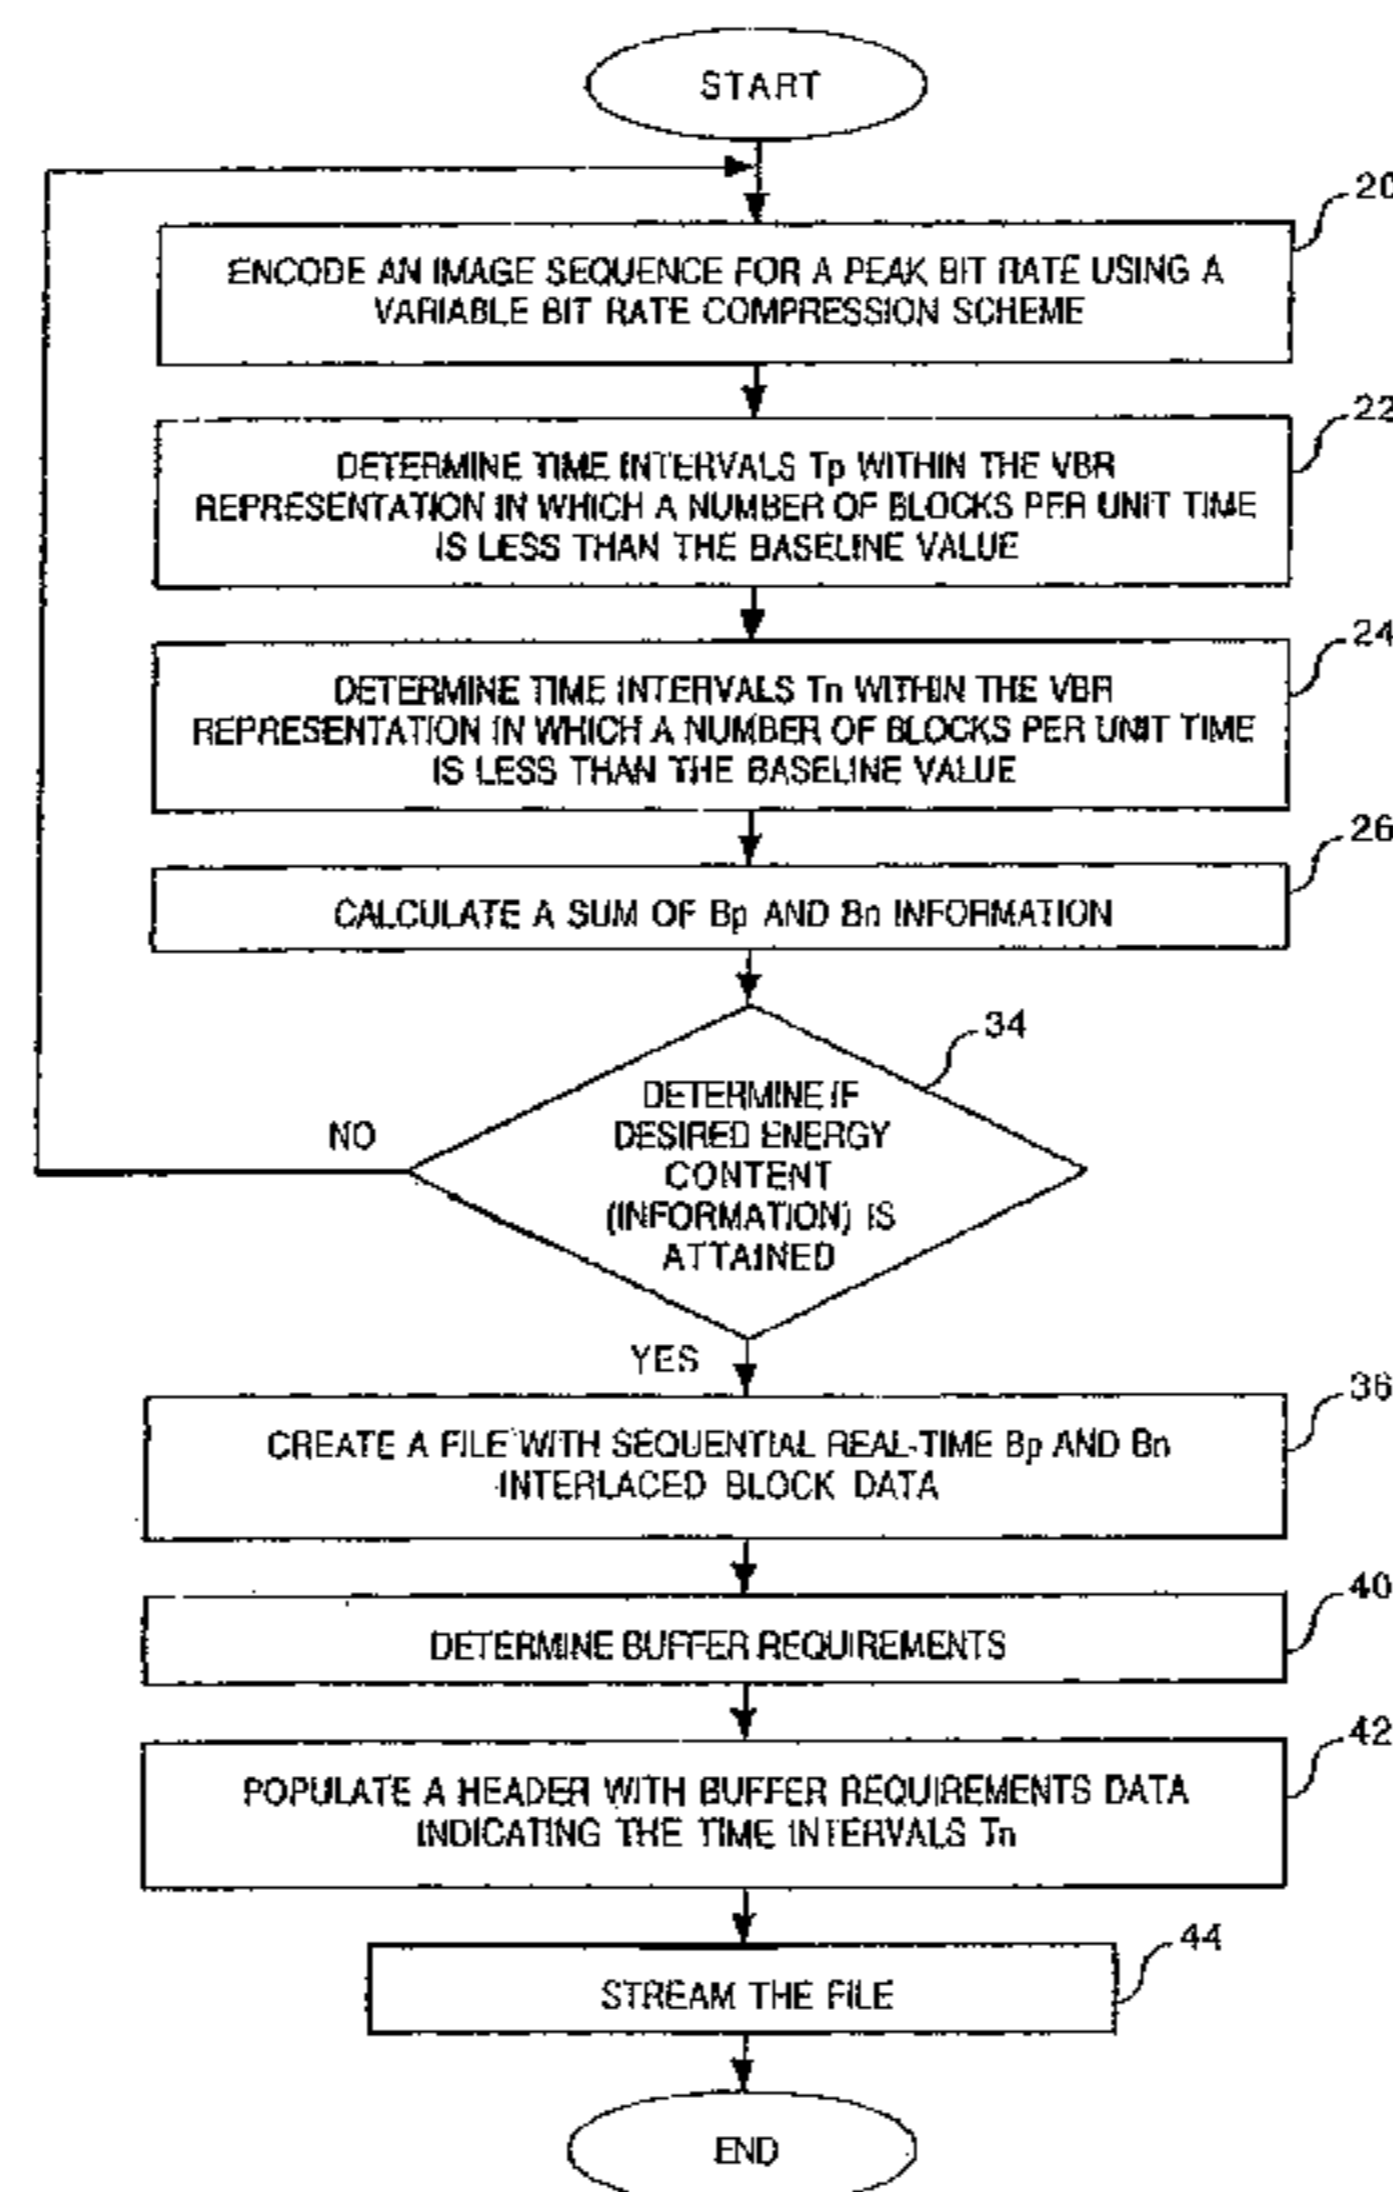 START
20
ENCODE AN IMAGE SEQUENCE FOR A PEAK BIT RATE USING A
VARIABLE BIT RATE COMPRESSION SCHEME
22
DETERMINE TIME INTERVALS Tp WITHIN THE VBR
REPRESENTATION IN WHICH A NUMBER OF BLOCKS PER UNIT TIME
IS LESS THAN THE BASELINE VALUE
24
DETERMINE TIME INTERVALS Tn WITHIN THE VBR
REPRESENTATION IN WHICH A NUMBER OF BLOCKS PER UNIT TIME
IS LESS THAN THE BASELINE VALUE
26
CALCULATE A SUM OF Bp AND Bn INFORMATION
34
DETERMINE IF
DESIRED ENERGY
CONTENT
(INFORMATION) IS
ATTAINED
NO
YES
36
CREATE A FILE WITH SEQUENTIAL REAL-TIME Bp AND Bn
INTERLACED BLOCK DATA
40
DETERMINE BUFFER REQUIREMENTS
42
POPULATE A HEADER WITH BUFFER REQUIREMENTS DATA
INDICATING THE TIME INTERVALS Tn
44
STREAM THE FILE
END